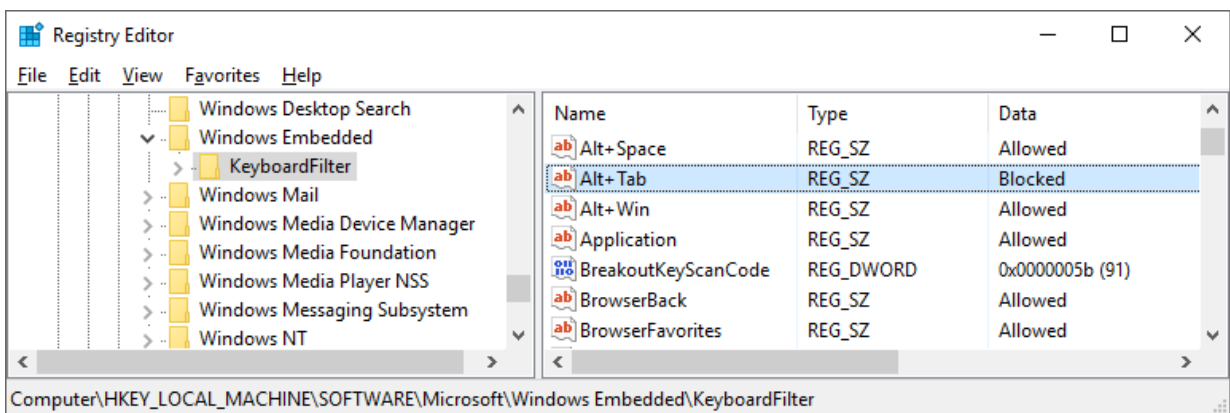 Registry Editor
File Edit View Favorites Help
Windows Desktop Search
Windows Embedded
KeyboardFilter
Windows Mail
Windows Media Device Manager
Windows Media Foundation
Windows Media Player NSS
Windows Messaging Subsystem
Windows NT
Name Type Data
Alt+Space REG_SZ Allowed
Alt+Tab REG_SZ Blocked
Alt+Win REG_SZ Allowed
Application REG_SZ Allowed
BreakoutKeyScanCode REG_DWORD 0x0000005b (91)
BrowserBack REG_SZ Allowed
BrowserFavorites REG_SZ Allowed
Computer\HKEY_LOCAL_MACHINE\SOFTWARE\Microsoft\Windows Embedded\KeyboardFilter